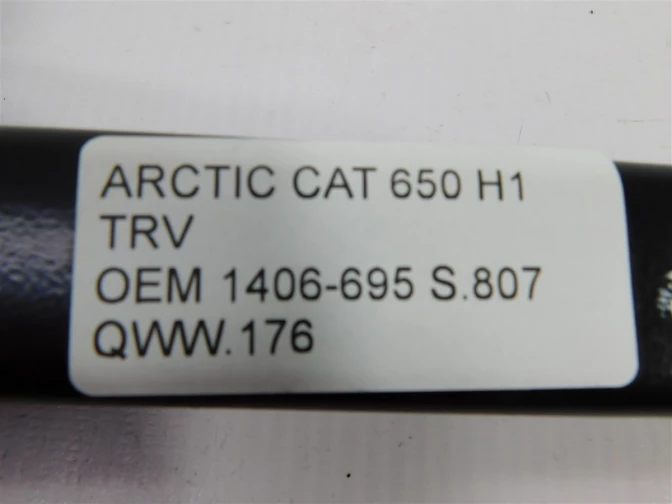 ARCTIC CAT 650 H1
TRV
OEM 1406-695 S.807
QWW.176